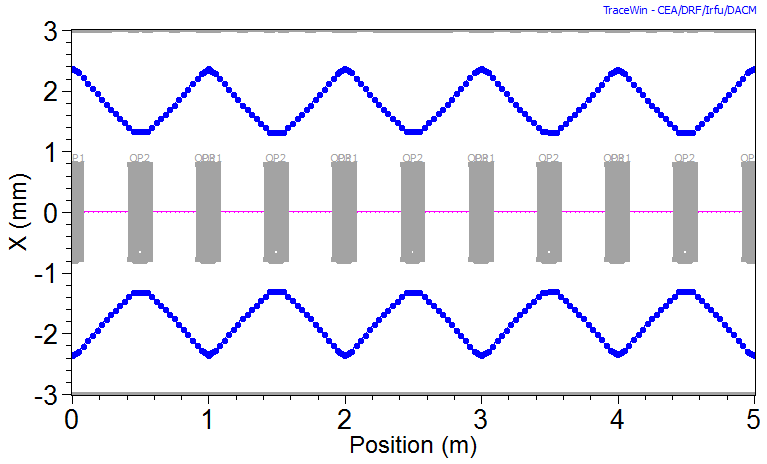 TraceWin - CEA/DRF/Irfu/DACM
3
2
1
0
-1
-2
-3
X (mm)
QP2
QP2
QP2
QP2
QP2
0
1
2
3
4
5
Position (m)